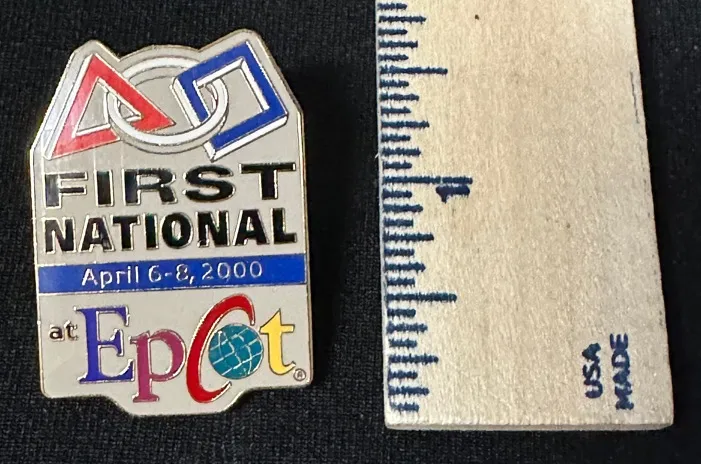 FIRST
NATIONAL
April 6-8, 2000
at Epcot®
1
USA
MADE